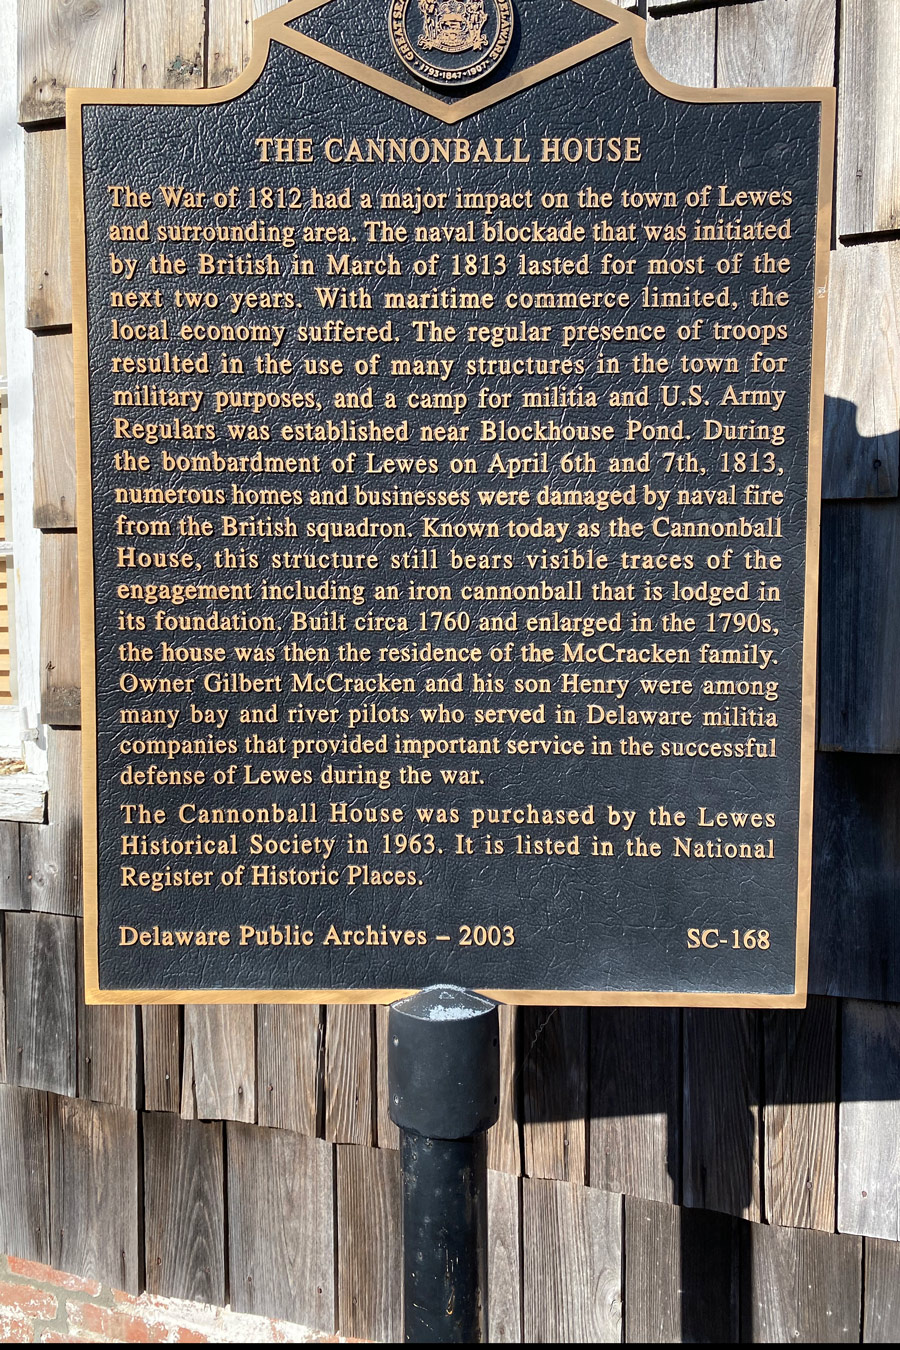 GREAT SEAL
DELAWARE
1793·1847·1907
THE CANNONBALL HOUSE
The War of 1812 had a major impact on the town of Lewes
and surrounding area. The naval blockade that was initiated
by the British in March of 1813 lasted for most of the
next two years. With maritime commerce limited, the
local economy suffered. The regular presence of troops
resulted in the use of many structures in the town for
military purposes, and a camp for militia and U.S. Army
Regulars was established near Blockhouse Pond. During
the bombardment of Lewes on April 6th and 7th, 1813,
numerous homes and businesses were damaged by naval fire
from the British squadron. Known today as the Cannonball
House, this structure still bears visible traces of the
engagement including an iron cannonball that is lodged in
its foundation. Built circa 1760 and enlarged in the 1790s,
the house was then the residence of the McCracken family.
Owner Gilbert McCracken and his son Henry were among
many bay and river pilots who served in Delaware militia
companies that provided important service in the successful
defense of Lewes during the war.
The Cannonball House was purchased by the Lewes
Historical Society in 1963. It is listed in the National
Register of Historic Places.
Delaware Public Archives – 2003 SC-168